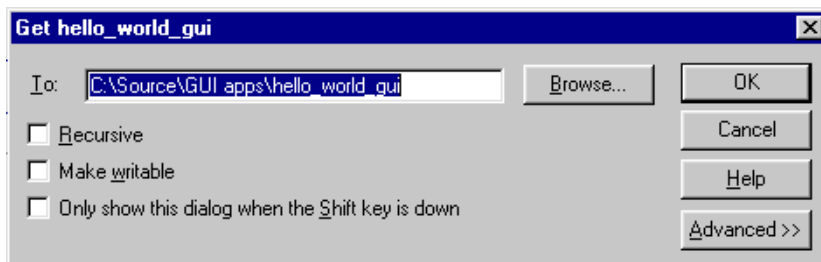 Get hello_world_gui
To: C:\Source\GUI apps\hello_world_gui Browse... OK
Recursive Cancel
Make writable Help
Only show this dialog when the Shift key is down
Advanced >>